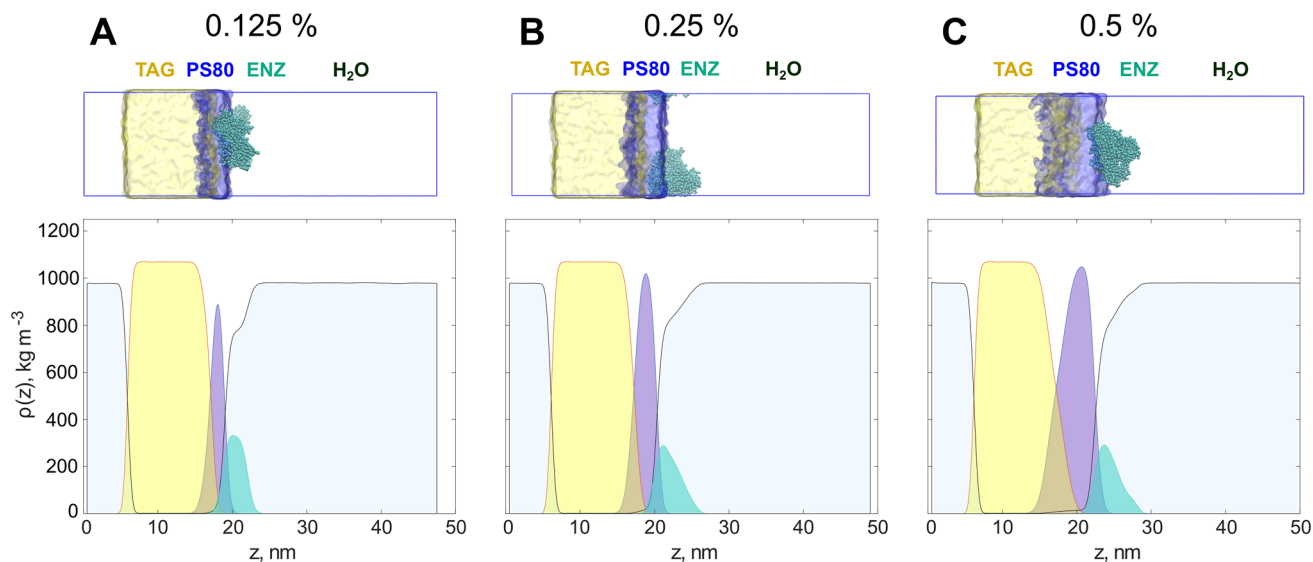 A 0.125 % B 0.25 % C 0.5 %
TAG PS80 ENZ H₂O TAG PS80 ENZ H₂O TAG PS80 ENZ H₂O
1200
1000
800
600
400
200
0
ρ(z), kg m⁻³
0 10 20 30 40 50 0 10 20 30 40 50 0 10 20 30 40 50
z, nm z, nm z, nm